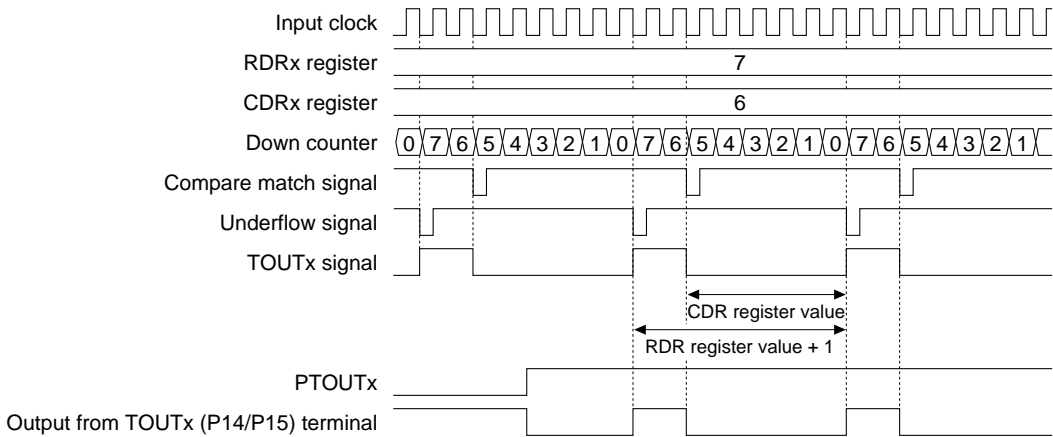 Input clock
RDRx register 7
CDRx register 6
Down counter 0 7 6 5 4 3 2 1 0 7 6 5 4 3 2 1 0 7 6 5 4 3 2 1
Compare match signal
Underflow signal
TOUTx signal
CDR register value
RDR register value + 1
PTOUTx
Output from TOUTx (P14/P15) terminal